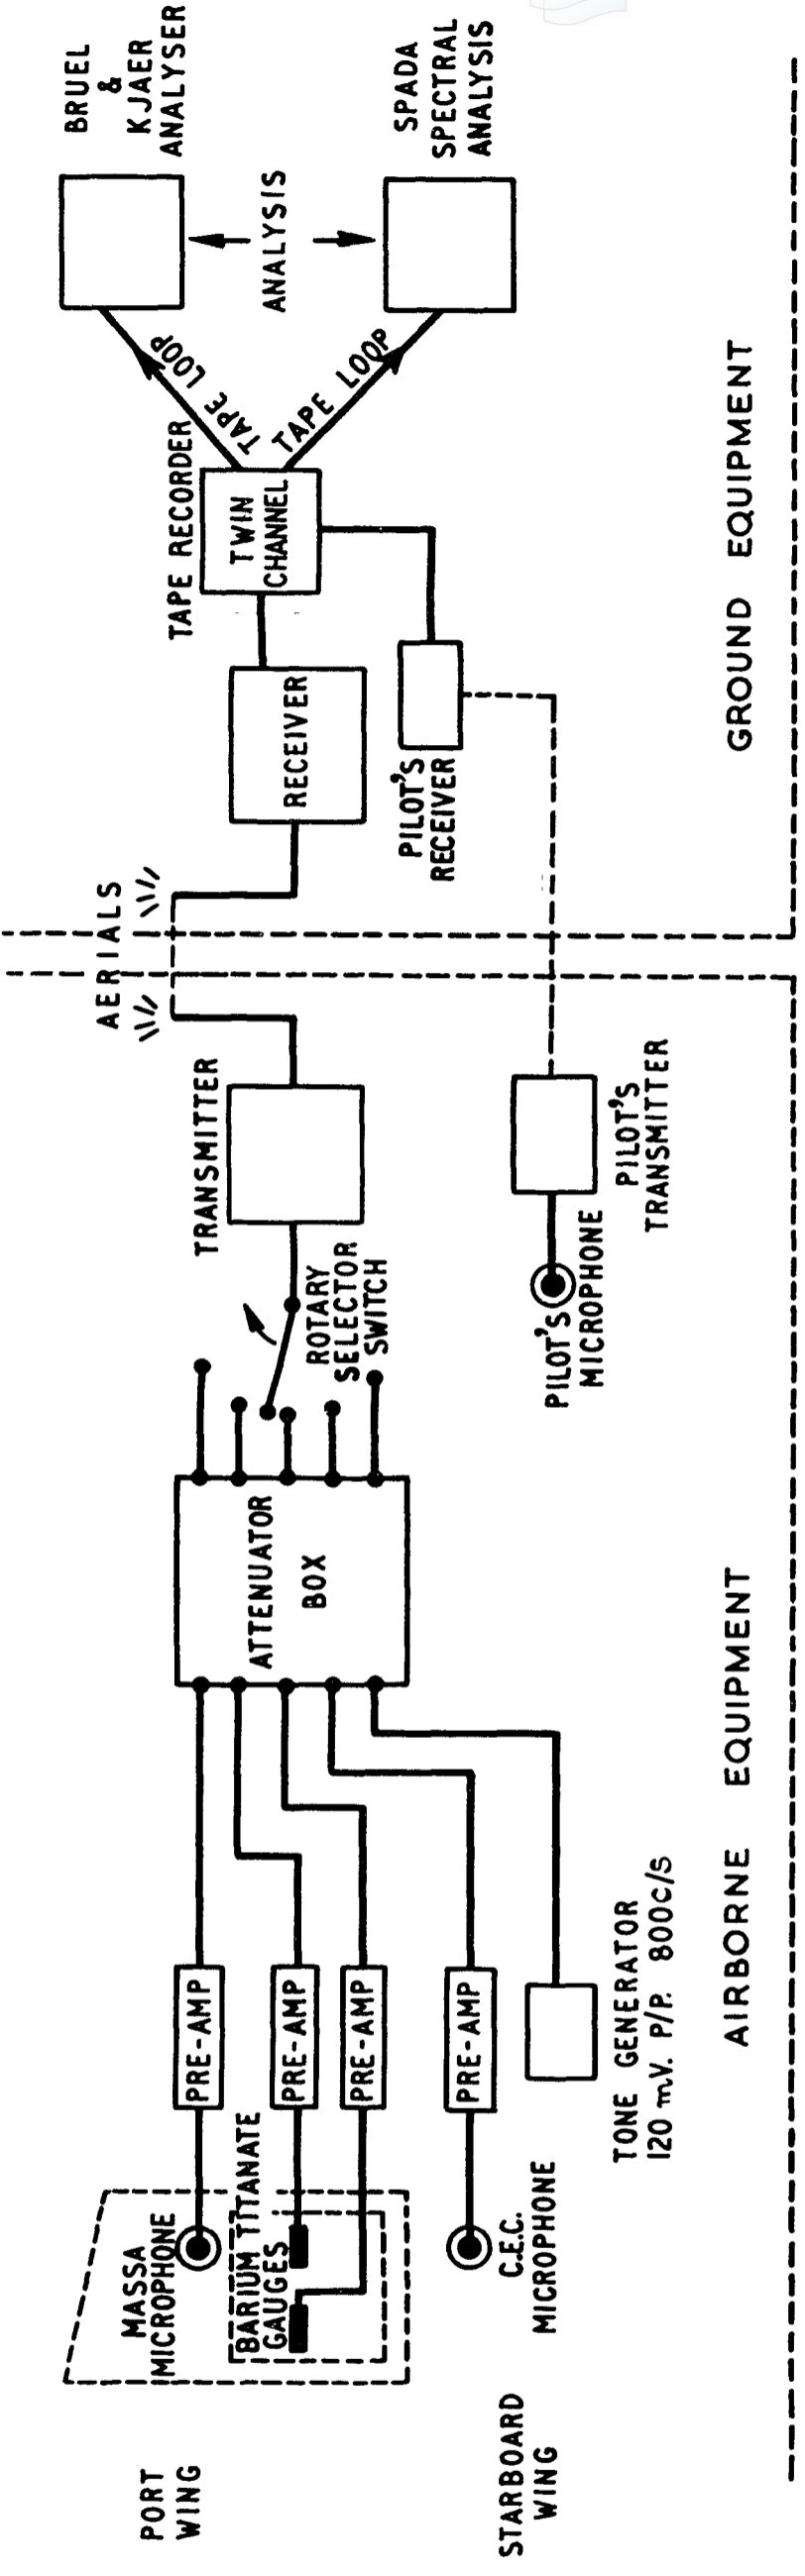 PORT
WING
MASSA
MICROPHONE
BARIUM TITANATE
GAUGES
STARBOARD
WING
C.E.C.
MICROPHONE
PRE-AMP
PRE-AMP
PRE-AMP
PRE-AMP
TONE GENERATOR
120 mV. P/P. 800c/s
ATTENUATOR
BOX
ROTARY
SELECTOR
SWITCH
TRANSMITTER
PILOT'S
MICROPHONE
PILOT'S
TRANSMITTER
AIRBORNE EQUIPMENT
AERIALS
RECEIVER
PILOT'S
RECEIVER
TAPE RECORDER
TWIN
CHANNEL
TAPE LOOP
TAPE LOOP
ANALYSIS
BRUEL
&
KJAER
ANALYSER
SPADA
SPECTRAL
ANALYSIS
GROUND EQUIPMENT